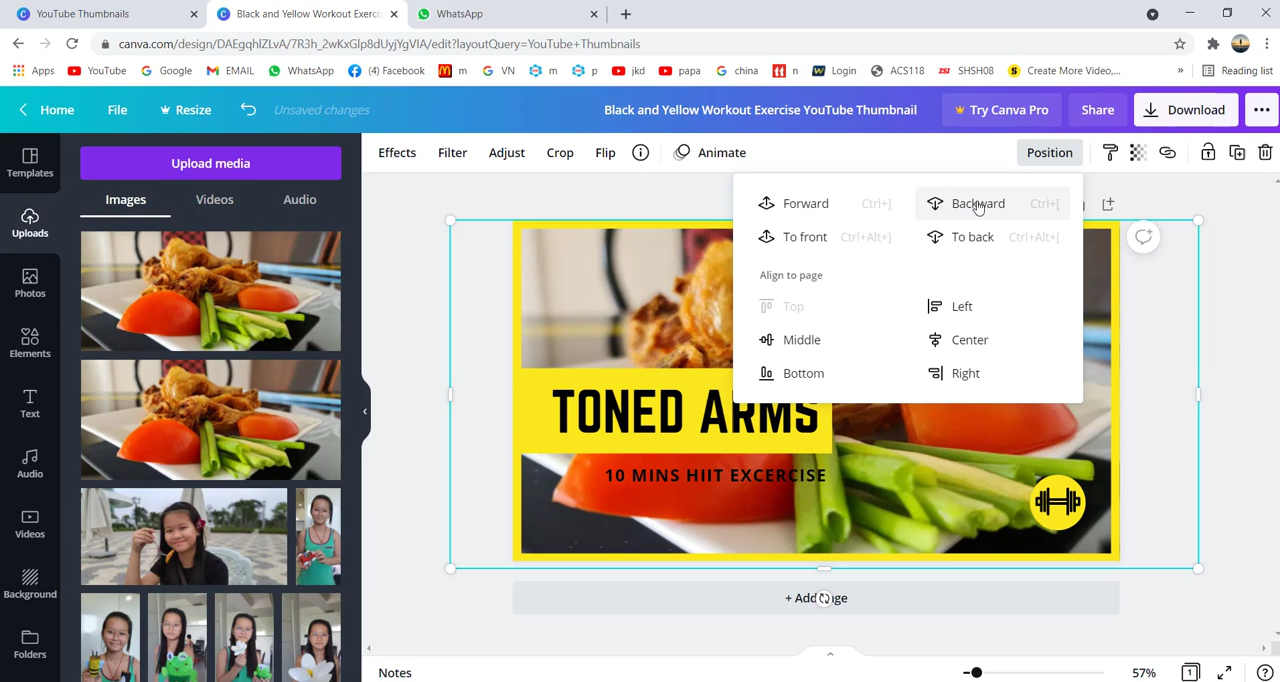 YouTube Thumbnails
Black and Yellow Workout Exerci
WhatsApp
canva.com/design/DAEgqhlZLvA/7R3h_2wKxGlp8dUyjYgVIA/edit?layoutQuery=YouTube+Thumbnails
Apps YouTube Google EMAIL WhatsApp (4) Facebook m VN m p jkd papa china n Login ACS118 SHSH08 Create More Video,... » Reading list
Home File Resize Unsaved changes Black and Yellow Workout Exercise YouTube Thumbnail Try Canva Pro Share Download
Templates
Uploads
Photos
Elements
Text
Audio
Videos
Background
Folders
Upload media
Images Videos Audio
Effects Filter Adjust Crop Flip Animate Position
Forward Ctrl+] Backward Ctrl+[
To front Ctrl+Alt+] To back Ctrl+Alt+[
Align to page
Top Left
Middle Center
Bottom Right
TONED ARMS
10 MINS HIIT EXCERCISE
+ Add page
Notes 57% 1